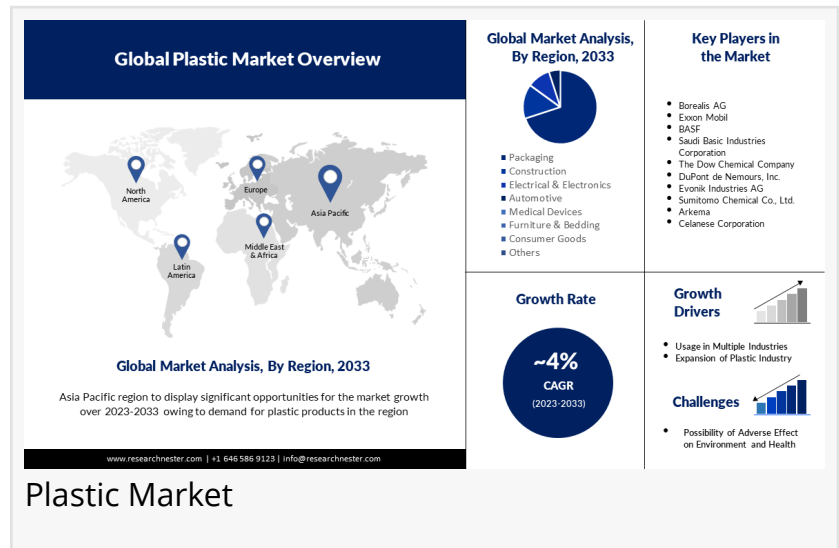 Global Plastic Market Overview
North
America
Europe
Asia Pacific
Middle East
& Africa
Latin
America
Global Market Analysis, By Region, 2033
Asia Pacific region to display significant opportunities for the market growth
over 2023-2033 owing to demand for plastic products in the region
www.researchnester.com | +1 646 586 9123 | info@researchnester.com
Global Market Analysis,
By Region, 2033
Packaging
Construction
Electrical & Electronics
Automotive
Medical Devices
Furniture & Bedding
Consumer Goods
Others
Key Players in
the Market
Borealis AG
Exxon Mobil
BASF
Saudi Basic Industries
Corporation
The Dow Chemical Company
DuPont de Nemours, Inc.
Evonik Industries AG
Sumitomo Chemical Co., Ltd.
Arkema
Celanese Corporation
Growth Rate
~4%
CAGR
(2023-2033)
Growth
Drivers
Usage in Multiple Industries
Expansion of Plastic Industry
Challenges
Possibility of Adverse Effect
on Environment and Health
Plastic Market